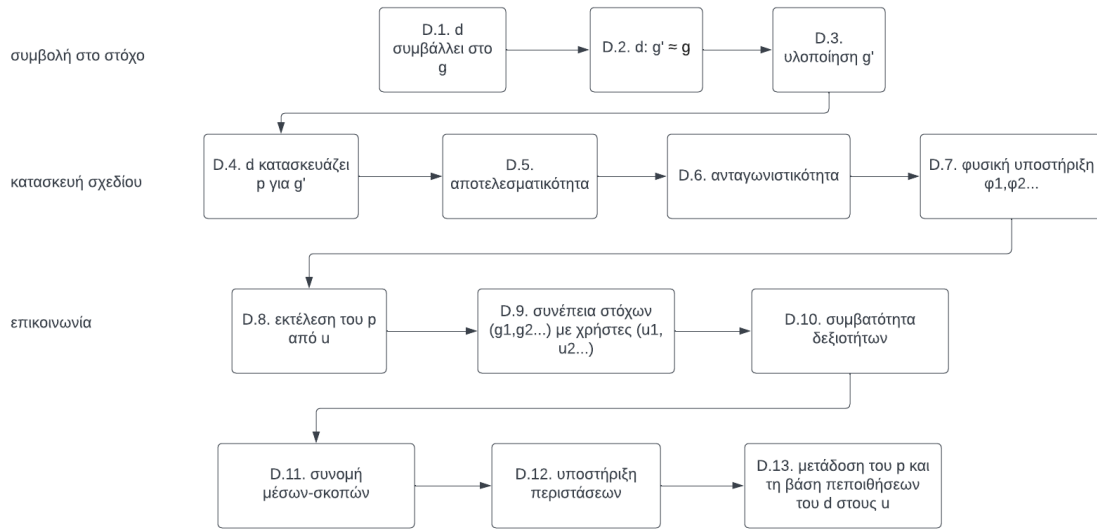 συμβολή στο στόχο
D.1. d
συμβάλλει στο
g
D.2. d: g' ≈ g
D.3.
υλοποίηση g'
κατασκευή σχεδίου
D.4. d κατασκευάζει
p για g'
D.5.
αποτελεσματικότητα
D.6. ανταγωνιστικότητα
D.7. φυσική υποστήριξη
φ1,φ2...
επικοινωνία
D.8. εκτέλεση του p
από u
D.9. συνέπεια στόχων
(g1,g2...) με χρήστες (u1,
u2...)
D.10. συμβατότητα
δεξιοτήτων
D.11. συνομή
μέσων-σκοπών
D.12. υποστήριξη
περιστάσεων
D.13. μετάδοση του p και
τη βάση πεποιθήσεων
του d στους u